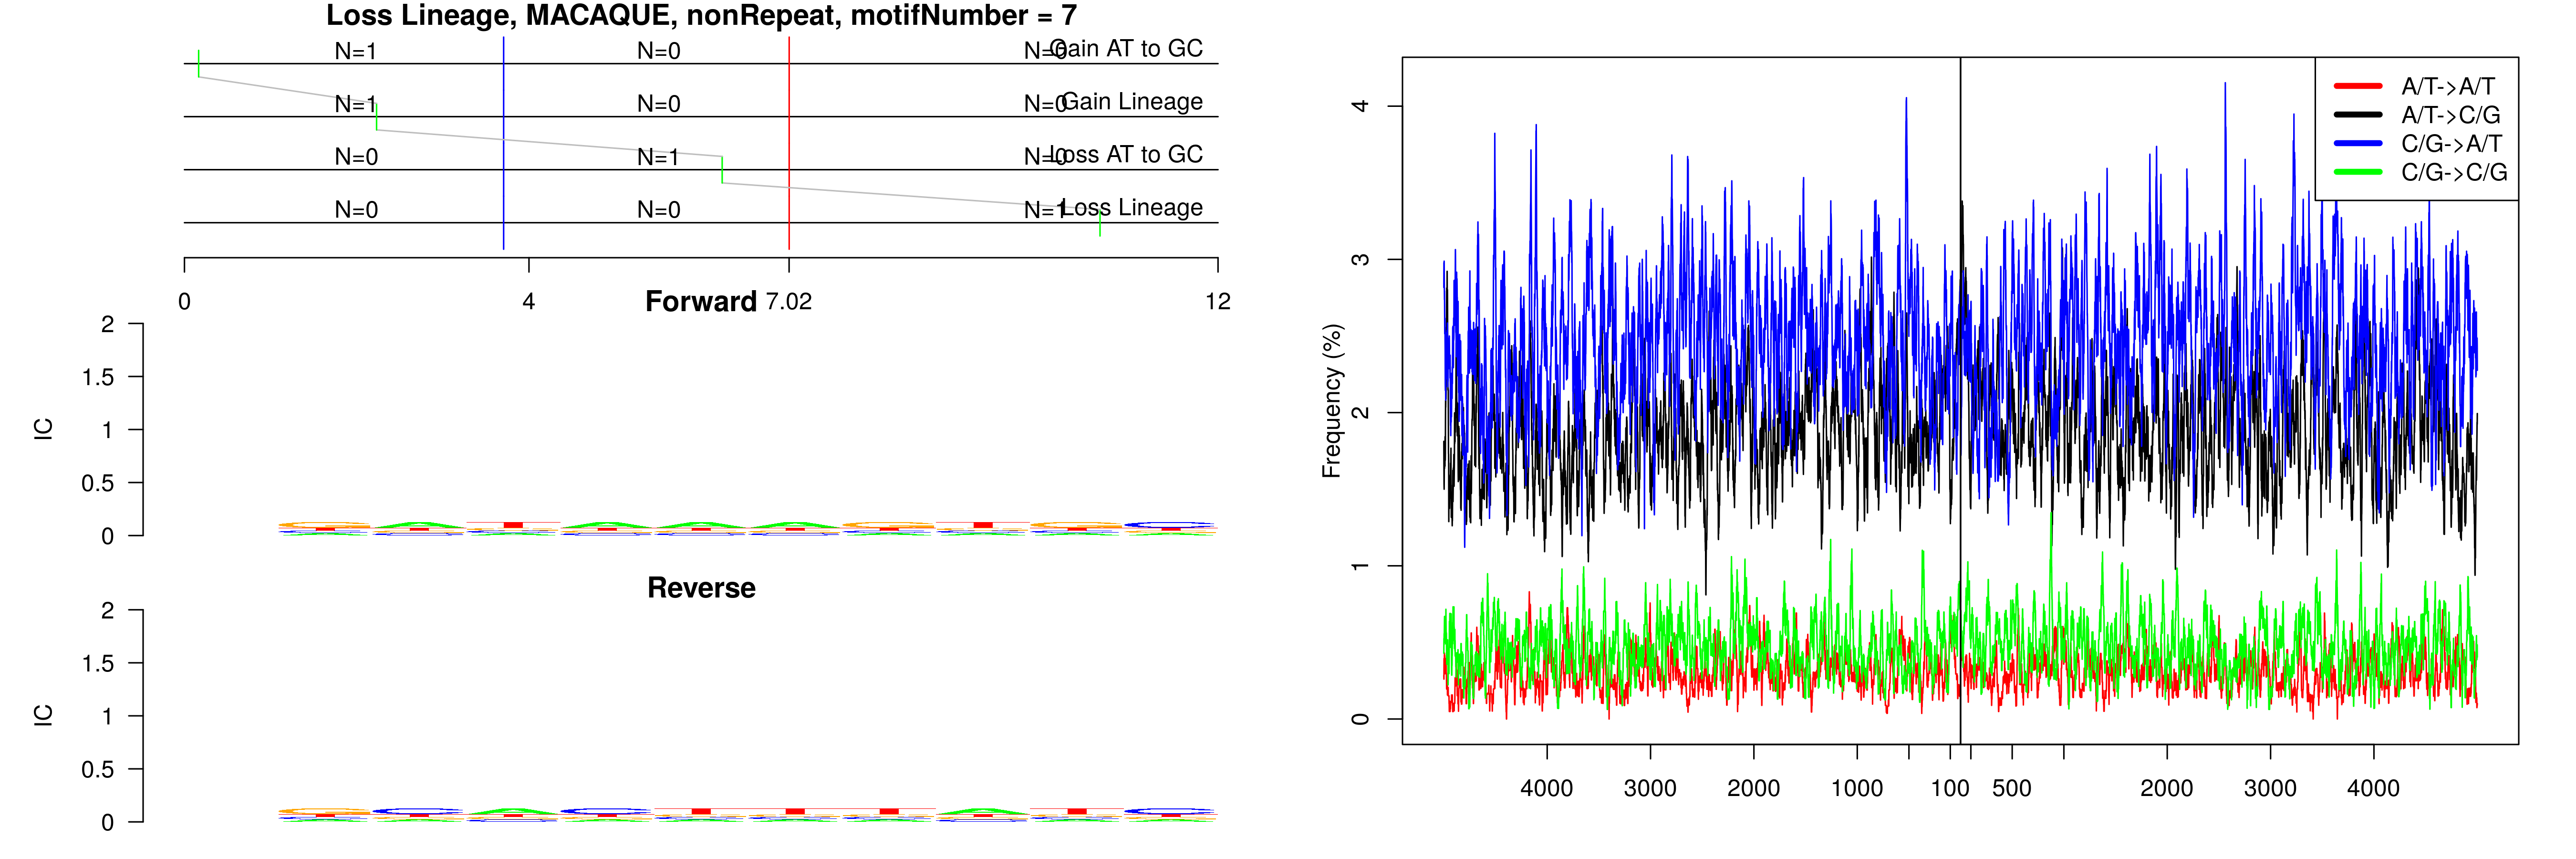 Loss Lineage, MACAQUE, nonRepeat, motifNumber = 7
N=1 N=0 N=0 Gain AT to GC
N=1 N=0 N=0 Gain Lineage
N=0 N=1 N=0 Loss AT to GC
N=0 N=0 N=1 Loss Lineage
0 4 7.02 12
Forward
2
1.5
1
0.5
0
IC
Reverse
2
1.5
1
0.5
0
IC
A/T->A/T
A/T->C/G
C/G->A/T
C/G->C/G
4
3
2
1
0
Frequency (%)
4000 3000 2000 1000 100 500 2000 3000 4000